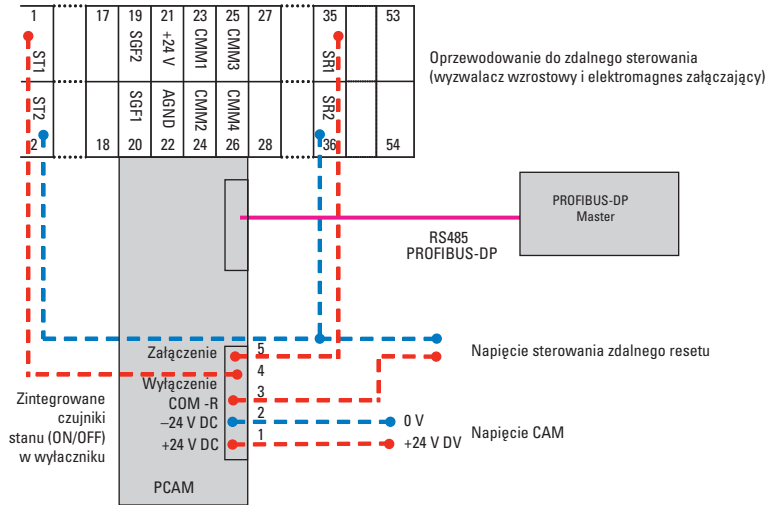 1 17 19 21 23 25 27 35 53
ST1 SGF2 +24 V CMM1 CMM3 SR1
ST2 SGF1 AGND CMM2 CMM4 SR2
2 18 20 22 24 26 28 36 54
Oprzewodowanie do zdalnego sterowania
(wyzwalacz wzrostowy i elektromagnes załączający)
PROFIBUS-DP
Master
RS485
PROFIBUS-DP
Załączenie 5
4
Wyłączenie
COM -R 3
–24 V DC 2
+24 V DC 1
Napięcie sterowania zdalnego resetu
0 V
+24 V DV
Napięcie CAM
Zintegrowane
czujniki
stanu (ON/OFF)
w wyłaczniku
PCAM